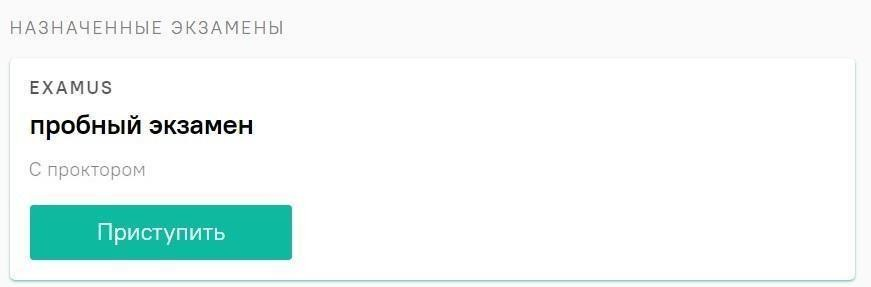 НАЗНАЧЕННЫЕ ЭКЗАМЕНЫ
EXAMUS
пробный экзамен
С проктором
Приступить